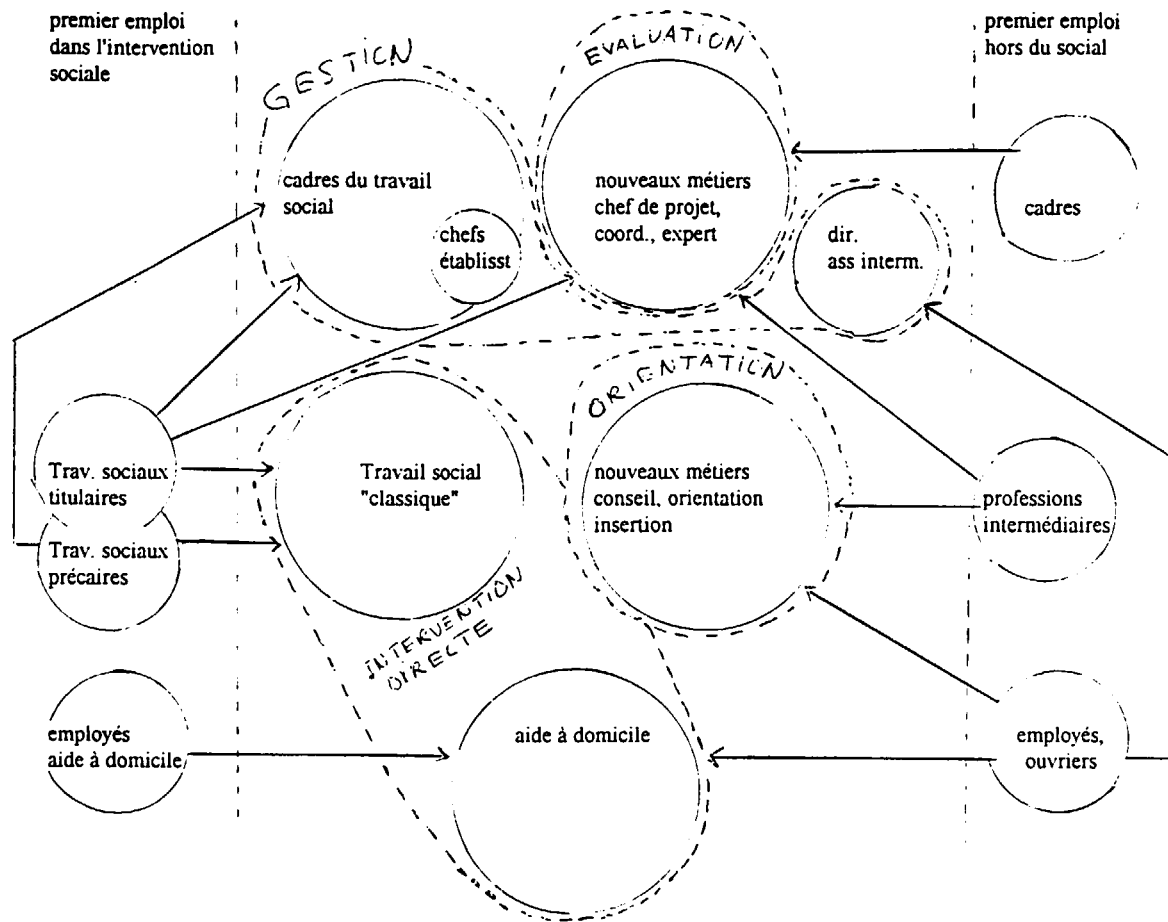 premier emploi
dans l'intervention
sociale
premier emploi
hors du social
GESTION
EVALUATION
cadres du travail
social
chefs
établisst
nouveaux métiers
chef de projet,
coord., expert
dir.
ass interm.
cadres
ORIENTATION
Trav. sociaux
titulaires
Trav. sociaux
précaires
Travail social
"classique"
nouveaux métiers
conseil, orientation
insertion
professions
intermédiaires
INTERVENTION
DIRECTE
employés
aide à domicile
aide à domicile
employés,
ouvriers